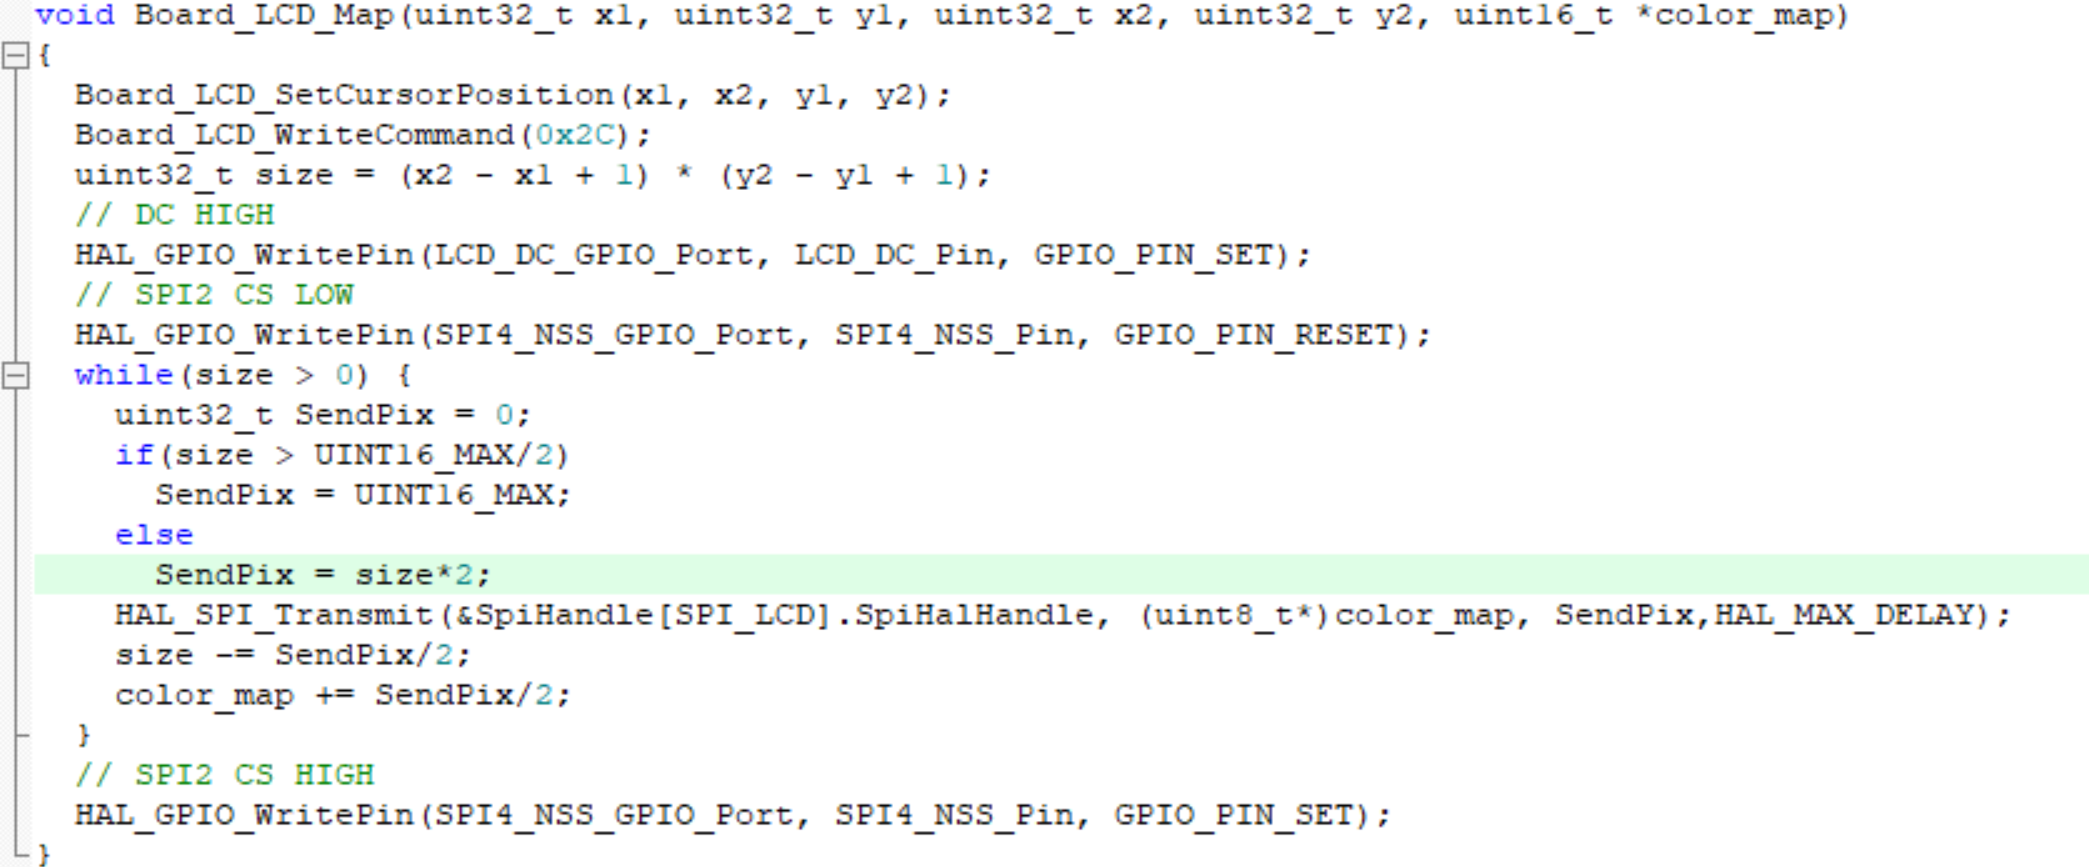 void Board_LCD_Map(uint32_t x1, uint32_t y1, uint32_t x2, uint32_t y2, uint16_t *color_map)
{
  Board_LCD_SetCursorPosition(x1, x2, y1, y2);
  Board_LCD_WriteCommand(0x2C);
  uint32_t size = (x2 - x1 + 1) * (y2 - y1 + 1);
  // DC HIGH
  HAL_GPIO_WritePin(LCD_DC_GPIO_Port, LCD_DC_Pin, GPIO_PIN_SET);
  // SPI2 CS LOW
  HAL_GPIO_WritePin(SPI4_NSS_GPIO_Port, SPI4_NSS_Pin, GPIO_PIN_RESET);
  while(size > 0) {
    uint32_t SendPix = 0;
    if(size > UINT16_MAX/2)
      SendPix = UINT16_MAX;
    else
      SendPix = size*2;
    HAL_SPI_Transmit(&SpiHandle[SPI_LCD].SpiHalHandle, (uint8_t*)color_map, SendPix,HAL_MAX_DELAY);
    size -= SendPix/2;
    color_map += SendPix/2;
  }
  // SPI2 CS HIGH
  HAL_GPIO_WritePin(SPI4_NSS_GPIO_Port, SPI4_NSS_Pin, GPIO_PIN_SET);
}